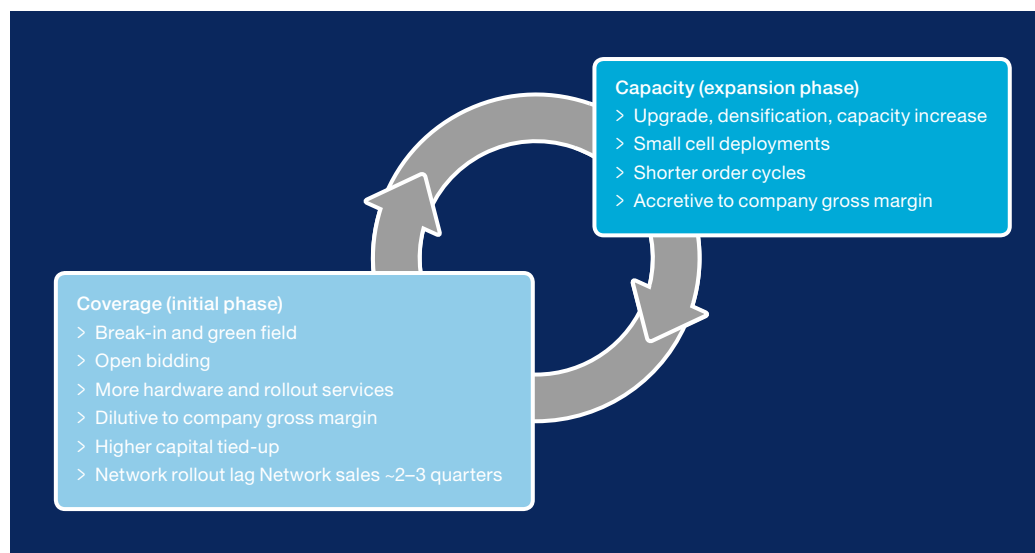 Capacity (expansion phase)
> Upgrade, densification, capacity increase
> Small cell deployments
> Shorter order cycles
> Accretive to company gross margin
Coverage (initial phase)
> Break-in and green field
> Open bidding
> More hardware and rollout services
> Dilutive to company gross margin
> Higher capital tied-up
> Network rollout lag Network sales ~2–3 quarters